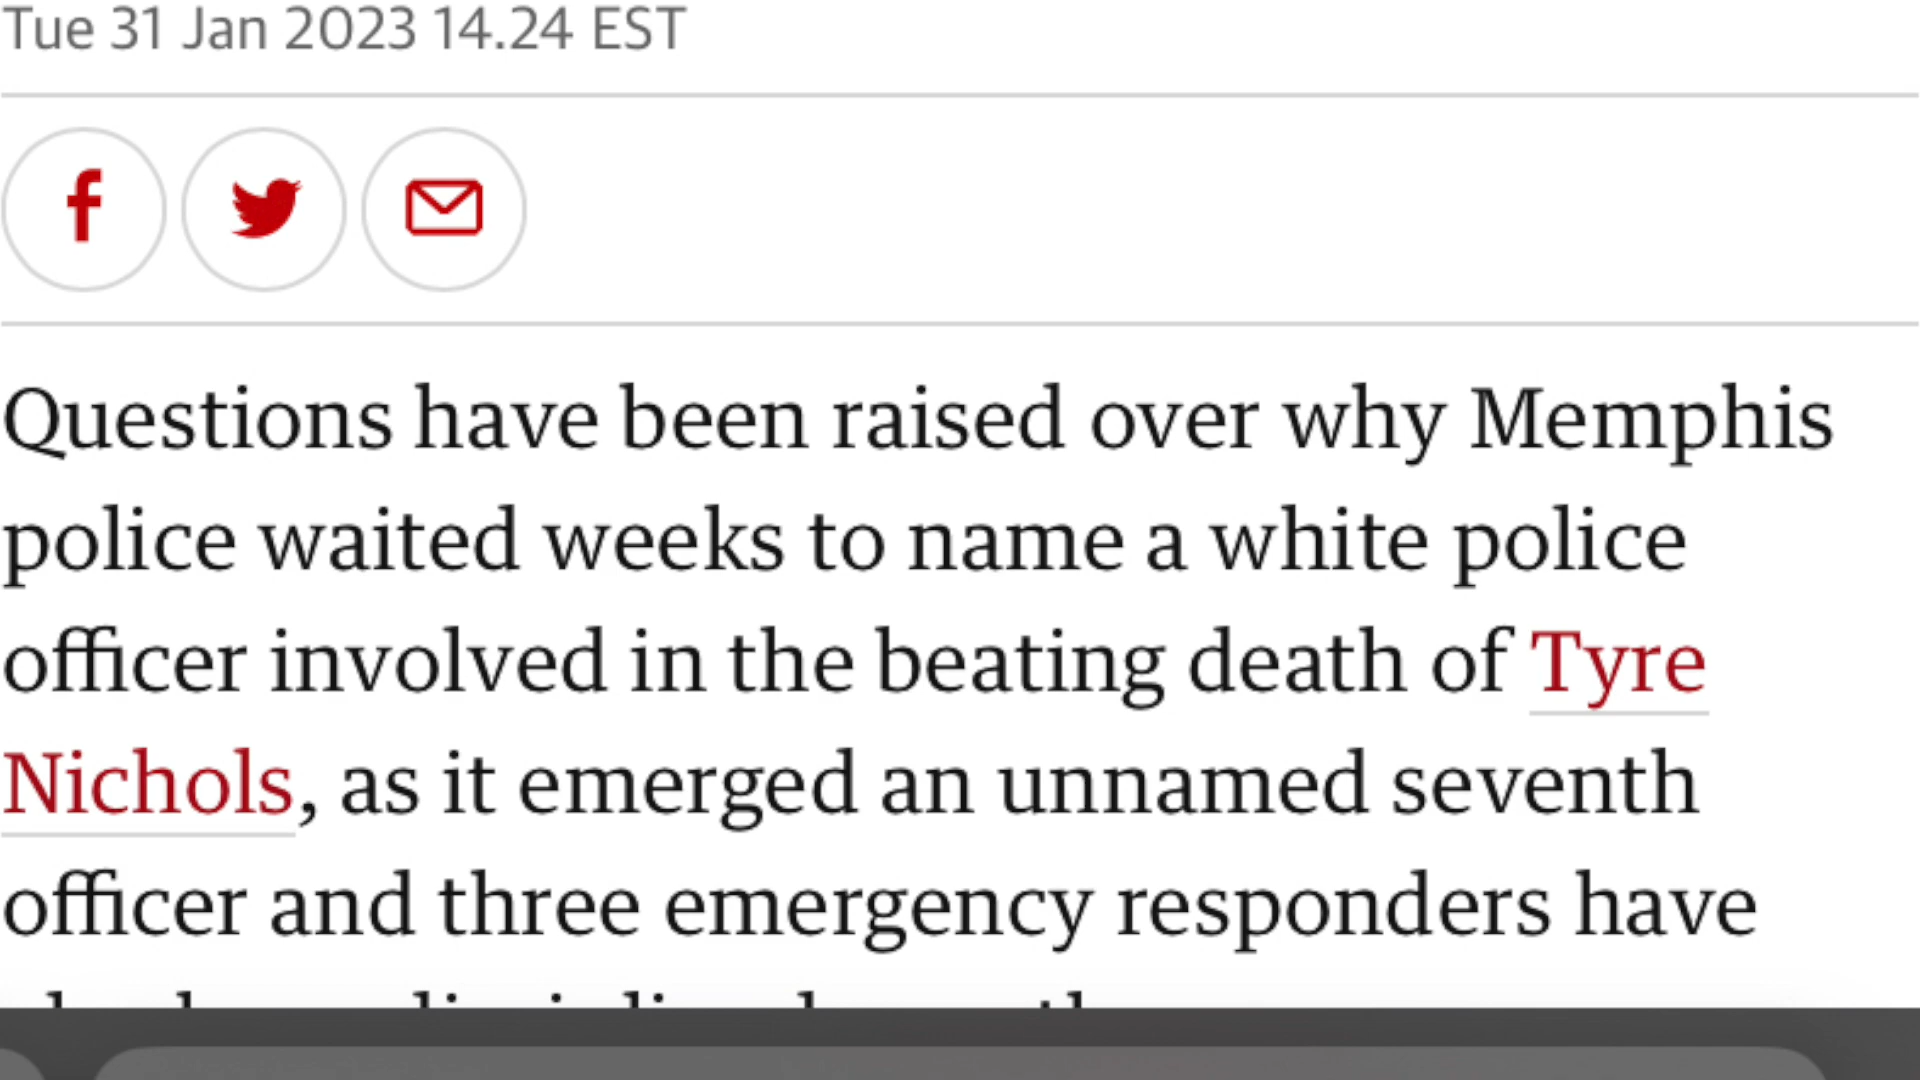 Tue 31 Jan 2023 14.24 EST
Questions have been raised over why Memphis
police waited weeks to name a white police
officer involved in the beating death of Tyre
Nichols, as it emerged an unnamed seventh
officer and three emergency responders have